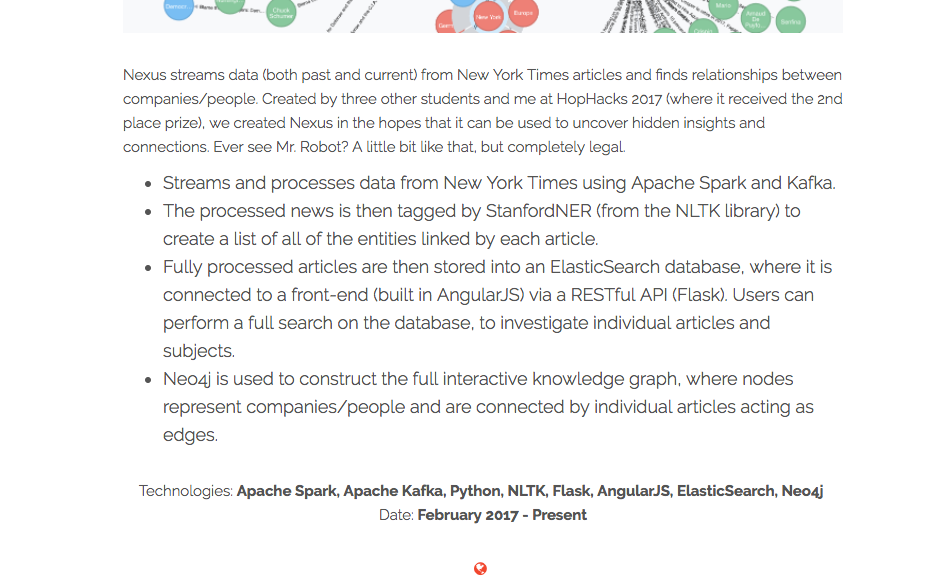 Chuck
Schumer
New York
Europe
Nexus streams data (both past and current) from New York Times articles and finds relationships between
companies/people. Created by three other students and me at HopHacks 2017 (where it received the 2nd
place prize), we created Nexus in the hopes that it can be used to uncover hidden insights and
connections. Ever see Mr. Robot? A little bit like that, but completely legal.
• Streams and processes data from New York Times using Apache Spark and Kafka.
• The processed news is then tagged by StanfordNER (from the NLTK library) to
create a list of all of the entities linked by each article.
• Fully processed articles are then stored into an ElasticSearch database, where it is
connected to a front-end (built in AngularJS) via a RESTful API (Flask). Users can
perform a full search on the database, to investigate individual articles and
subjects.
• Neo4j is used to construct the full interactive knowledge graph, where nodes
represent companies/people and are connected by individual articles acting as
edges.
Technologies: Apache Spark, Apache Kafka, Python, NLTK, Flask, AngularJS, ElasticSearch, Neo4j
Date: February 2017 - Present